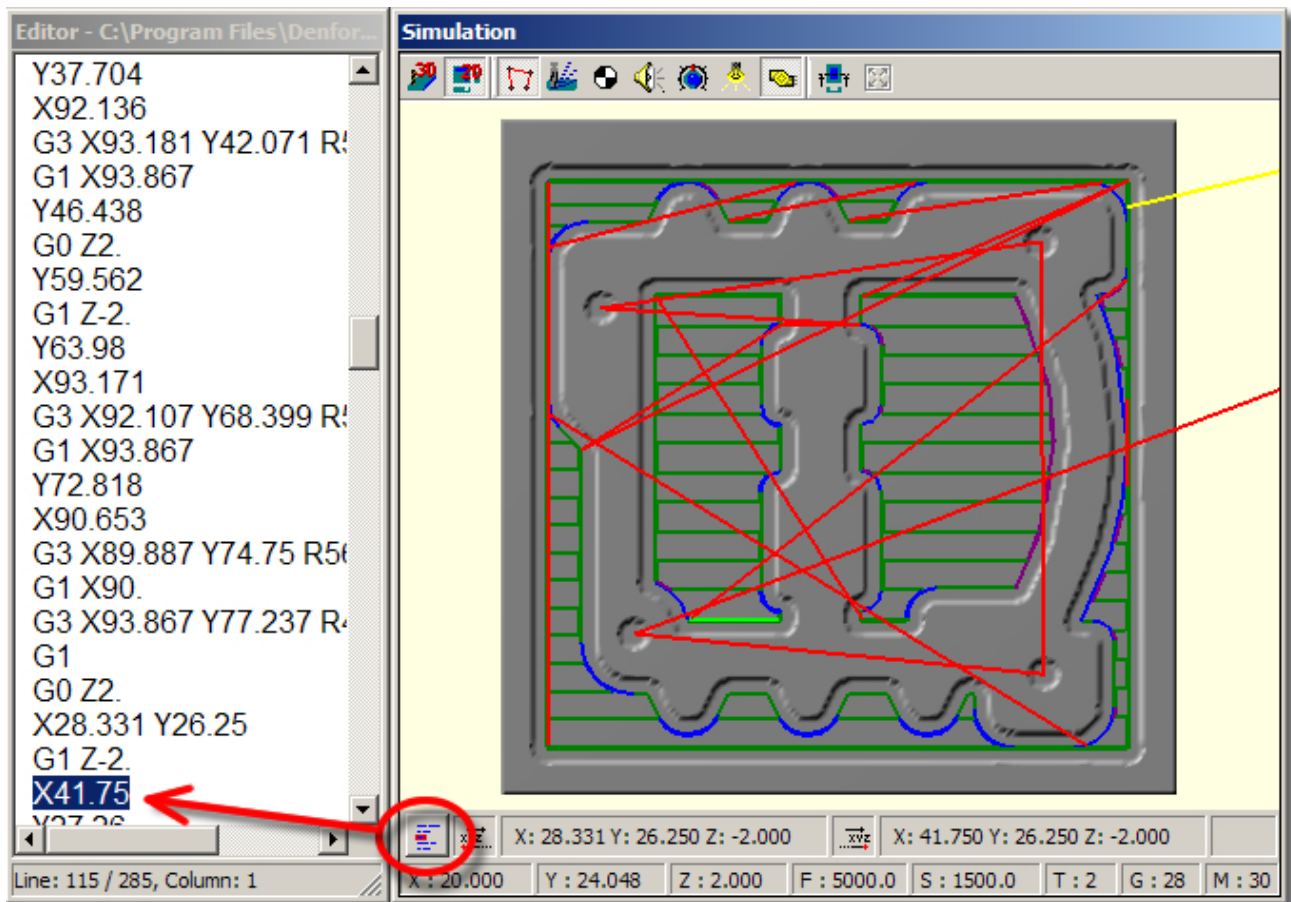 Editor - C:\Program Files\Denfor...
Y37.704
X92.136
G3 X93.181 Y42.071
G1 X93.867
Y46.438
G0 Z2.
Y59.562
G1 Z-2.
Y63.98
X93.171
G3 X92.107 Y68.399
G1 X93.867
Y72.818
X90.653
G3 X89.887 Y74.75
G1 X90.
G3 X93.867 Y77.237
G1
G0 Z2.
X28.331 Y26.25
G1 Z-2.
X41.75
Line: 115 / 285, Column: 1
Simulation
3D 2D
X: 28.331 Y: 26.250 Z: -2.000 xyz X: 41.750 Y: 26.250 Z: -2.000
X : 20.000 Y : 24.048 Z : 2.000 F : 5000.0 S : 1500.0 T : 2 G : 28 M : 30